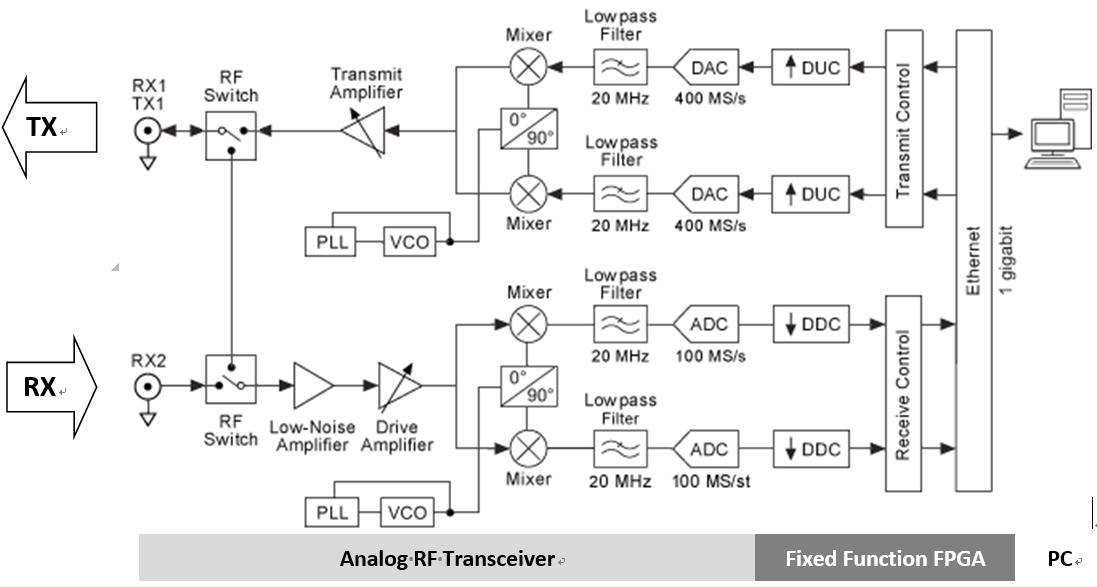 TX
RX1
TX1
RF
Switch
Transmit
Amplifier
Mixer
0°
90°
Mixer
Lowpass
Filter
20 MHz
DAC
400 MS/s
DUC
Lowpass
Filter
20 MHz
DAC
400 MS/s
DUC
Transmit Control
Ethernet
1 gigabit
PLL
VCO
RX
RX2
RF
Switch
Low-Noise
Amplifier
Drive
Amplifier
Mixer
0°
90°
Mixer
Lowpass
Filter
20 MHz
ADC
100 MS/s
DDC
Lowpass
Filter
20 MHz
ADC
100 MS/st
DDC
Receive Control
PLL
VCO
Analog RF Transceiver
Fixed Function FPGA
PC